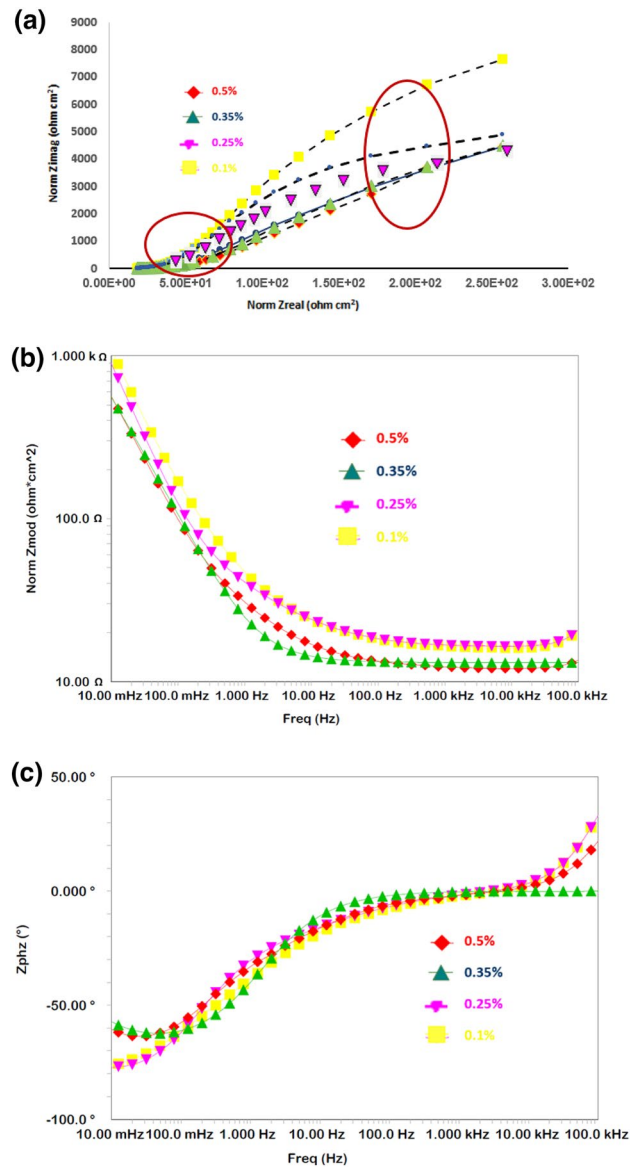 (a)
9000
8000
7000
6000
5000
4000
3000
2000
1000
0
Norm Zimag (ohm cm²)
0.5%
0.35%
0.25%
0.1%
0.00E+00 5.00E+01 1.00E+02 1.50E+02 2.00E+02 2.50E+02 3.00E+02
Norm Zreal (ohm cm²)
(b)
1.000 k Ω
100.0 Ω
10.00 Ω
Norm Zmod (ohm*cm^2)
0.5%
0.35%
0.25%
0.1%
10.00 mHz 100.0 mHz 1.000 Hz 10.00 Hz 100.0 Hz 1.000 kHz 10.00 kHz 100.0 kHz
Freq (Hz)
(c)
50.00 °
0.000 °
-50.00 °
-100.0 °
Zphz (°)
0.5%
0.35%
0.25%
0.1%
10.00 mHz 100.0 mHz 1.000 Hz 10.00 Hz 100.0 Hz 1.000 kHz 10.00 kHz 100.0 kHz
Freq (Hz)